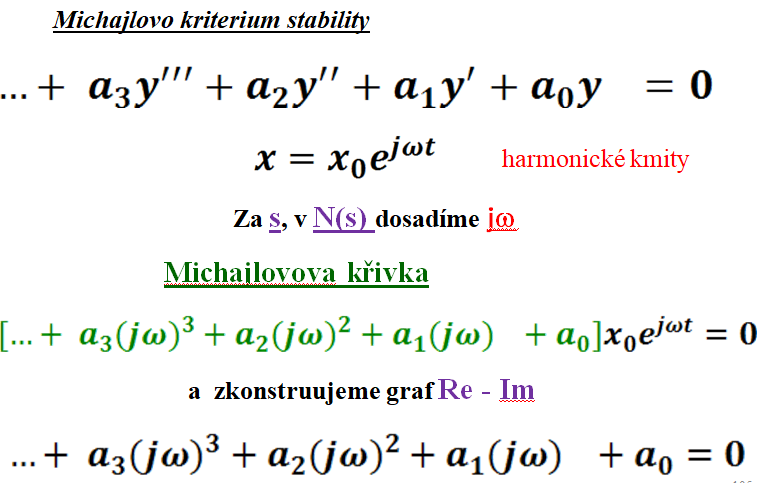 Michajlovo kriterium stability
...+ a₃y′′′ + a₂y′′ + a₁y′ + a₀y = 0
x = x₀e^{jωt} harmonické kmity
Za s, v N(s) dosadíme jω
Michajlovova křivka
[...+ a₃(jω)³ + a₂(jω)² + a₁(jω) + a₀]x₀e^{jωt} = 0
a zkonstruujeme graf Re - Im
...+ a₃(jω)³ + a₂(jω)² + a₁(jω) + a₀ = 0